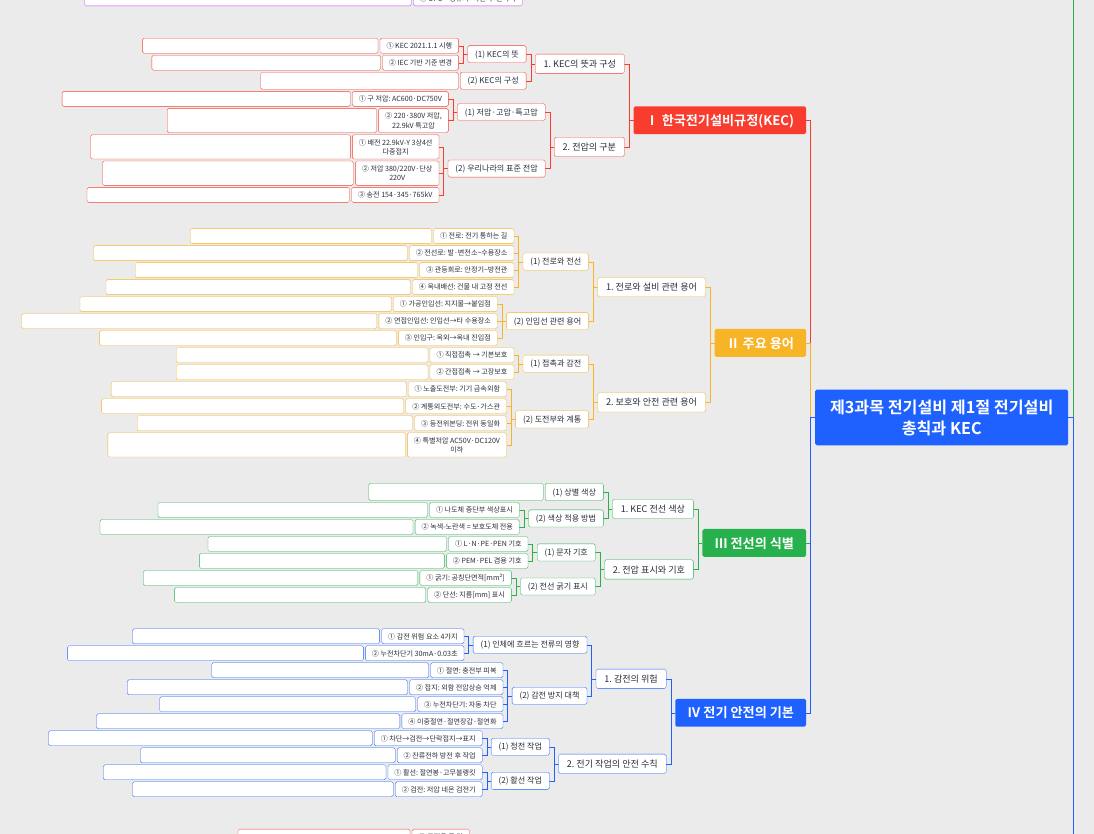 제3과목 전기설비 제1절 전기설비
총칙과 KEC
Ⅰ 한국전기설비규정(KEC)
1. KEC의 뜻과 구성
(1) KEC의 뜻
① KEC 2021.1.1 시행
② IEC 기반 기준 변경
(2) KEC의 구성
2. 전압의 구분
(1) 저압·고압·특고압
① 구 저압: AC600·DC750V
② 220·380V 저압,
22.9kV 특고압
(2) 우리나라의 표준 전압
① 배전 22.9kV-Y 3상4선
다중접지
② 저압 380/220V·단상
220V
③ 송전 154·345·765kV
Ⅱ 주요 용어
1. 전로와 설비 관련 용어
(1) 전로와 전선
① 전로: 전기 통하는 길
② 전선로: 발·변전소~수용장소
③ 관등회로: 안정기~방전관
④ 옥내배선: 건물 내 고정 전선
(2) 인입선 관련 용어
① 가공인입선: 지지물→붙임점
② 연접인입선: 인입선→타 수용장소
③ 인입구: 옥외→옥내 진입점
2. 보호와 안전 관련 용어
(1) 접촉과 감전
① 직접접촉 → 기본보호
② 간접접촉 → 고장보호
(2) 도전부와 계통
① 노출도전부: 기기 금속외함
② 계통외도전부: 수도·가스관
③ 등전위본딩: 전위 동일화
④ 특별저압 AC50V·DC120V
이하
III 전선의 식별
1. KEC 전선 색상
(1) 상별 색상
(2) 색상 적용 방법
① 나도체 종단부 색상표시
② 녹색-노란색 = 보호도체 전용
2. 전압 표시와 기호
(1) 문자 기호
① L·N·PE·PEN 기호
② PEM·PEL 겸용 기호
(2) 전선 굵기 표시
① 굵기: 공칭단면적[mm²]
② 단선: 지름[mm] 표시
IV 전기 안전의 기본
1. 감전의 위험
(1) 인체에 흐르는 전류의 영향
① 감전 위험 요소 4가지
② 누전차단기 30mA·0.03초
(2) 감전 방지 대책
① 절연: 충전부 피복
② 접지: 외함 전압상승 억제
③ 누전차단기: 자동 차단
④ 이중절연·절연장갑·절연화
2. 전기 작업의 안전 수칙
(1) 정전 작업
① 차단→검전→단락접지→표지
② 잔류전하 방전 후 작업
(2) 활선 작업
① 활선: 절연봉·고무블랭킷
② 검전: 저압 네온 검전기